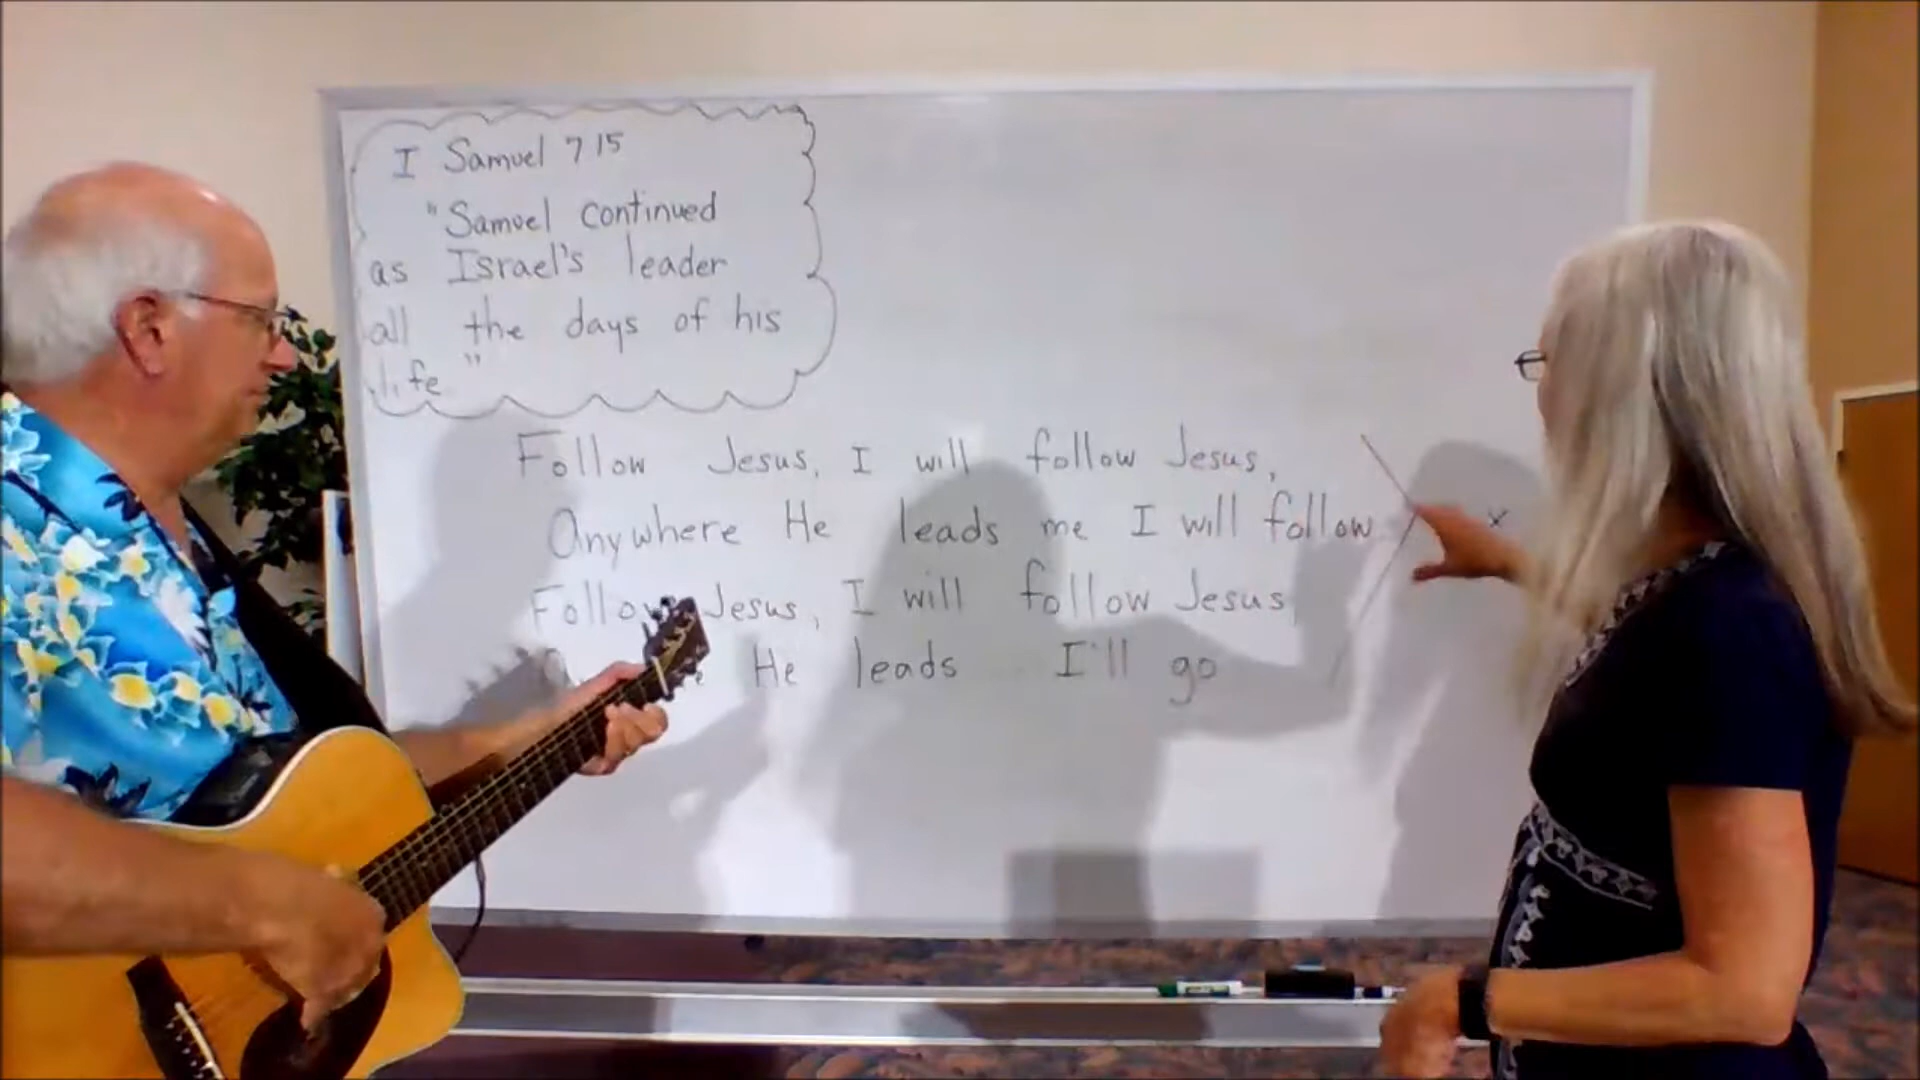 I Samuel 7 15
"Samuel continued
as Israel's leader
all the days of his
life"
Follow Jesus, I will follow Jesus,
Anywhere He leads me I will follow
Follow Jesus, I will follow Jesus
He leads I'll go
x